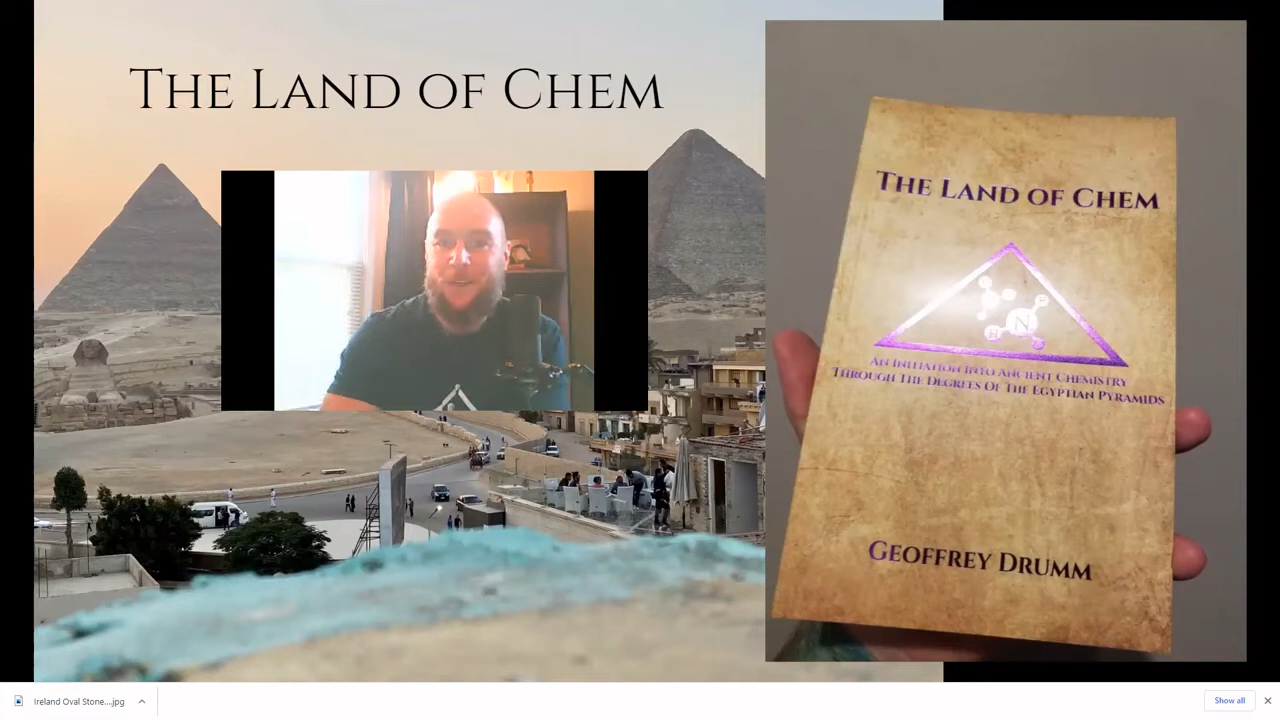 The Land of Chem
The Land of Chem
N
H
An Initiation Into Ancient Chemistry
Through The Degrees Of The Egyptian Pyramids
Geoffrey Drumm
Ireland Oval Stone....jpg
Show all